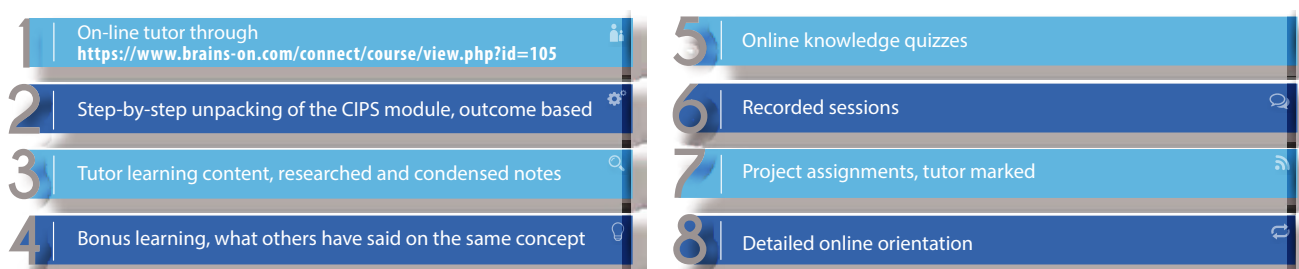 1
On-line tutor through
https://www.brains-on.com/connect/course/view.php?id=105
2
Step-by-step unpacking of the CIPS module, outcome based
3
Tutor learning content, researched and condensed notes
4
Bonus learning, what others have said on the same concept
5
Online knowledge quizzes
6
Recorded sessions
7
Project assignments, tutor marked
8
Detailed online orientation